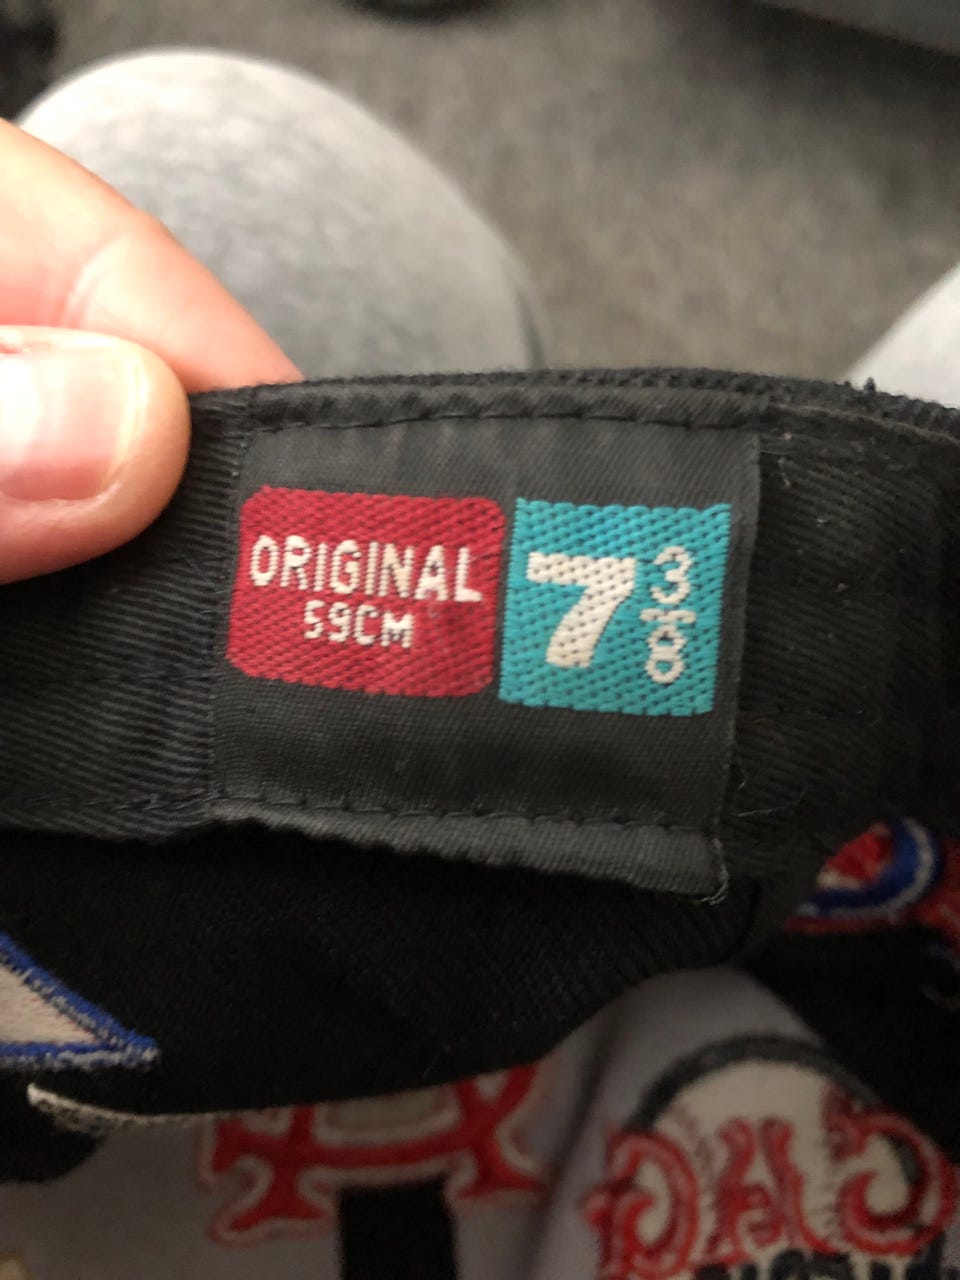 ORIGINAL
59CM
7 3/8